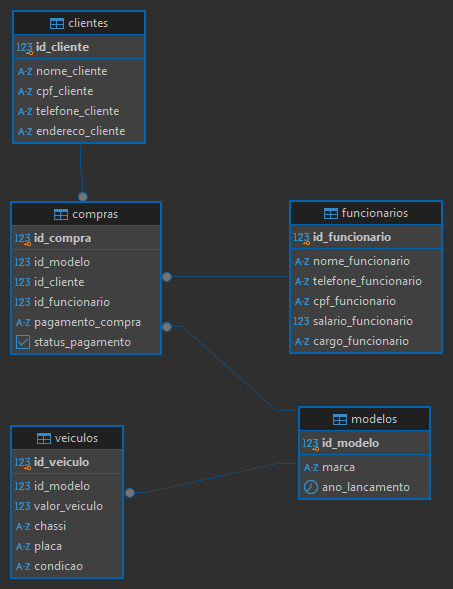 clientes
123 id_cliente
A-Z nome_cliente
A-Z cpf_cliente
A-Z telefone_cliente
A-Z endereco_cliente
compras
123 id_compra
123 id_modelo
123 id_cliente
123 id_funcionario
A-Z pagamento_compra
status_pagamento
funcionarios
123 id_funcionario
A-Z nome_funcionario
A-Z telefone_funcionario
A-Z cpf_funcionario
123 salario_funcionario
A-Z cargo_funcionario
veiculos
123 id_veiculo
123 id_modelo
123 valor_veiculo
A-Z chassi
A-Z placa
A-Z condicao
modelos
123 id_modelo
A-Z marca
ano_lancamento